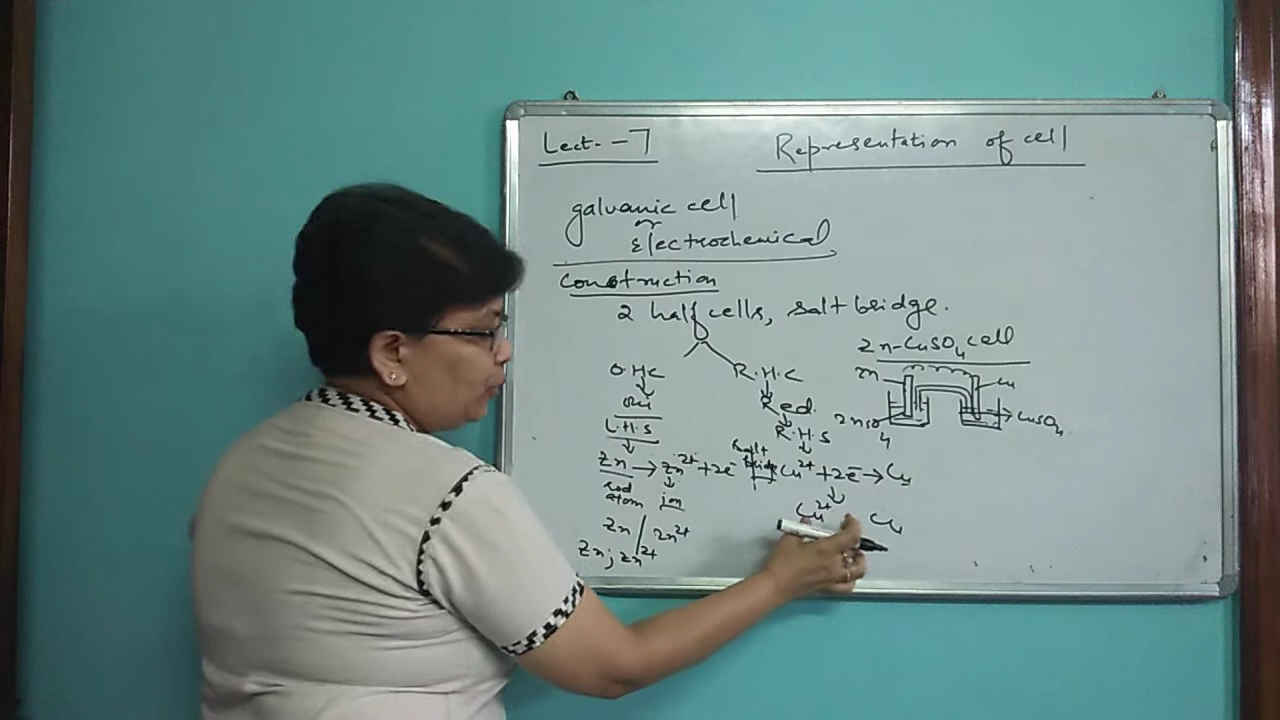 Lect. - 7
Representation of cell
galvanic cell
or
Electrochemical
Construction
2 half cells, salt bridge.
Zn-CuSO4 cell
O.H.C R.H.C
Zn Cu
ZnSO4 CuSO4
Red.
L.H.S R.H.S
Zn → Zn²⁺ + 2e⁻ Salt bridge Cu²⁺ + 2e⁻ → Cu
atom ion
Cu²⁺ Cu
Zn / Zn²⁺
Zn ; Zn²⁺